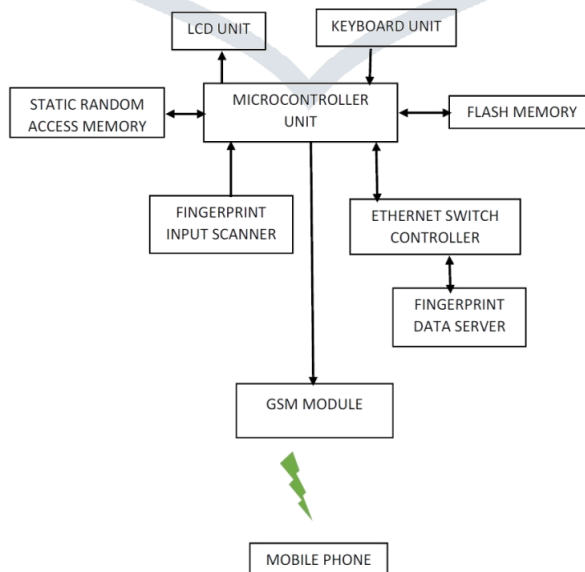 LCD UNIT
KEYBOARD UNIT
STATIC RANDOM
ACCESS MEMORY
MICROCONTROLLER
UNIT
FLASH MEMORY
FINGERPRINT
INPUT SCANNER
ETHERNET SWITCH
CONTROLLER
FINGERPRINT
DATA SERVER
GSM MODULE
MOBILE PHONE